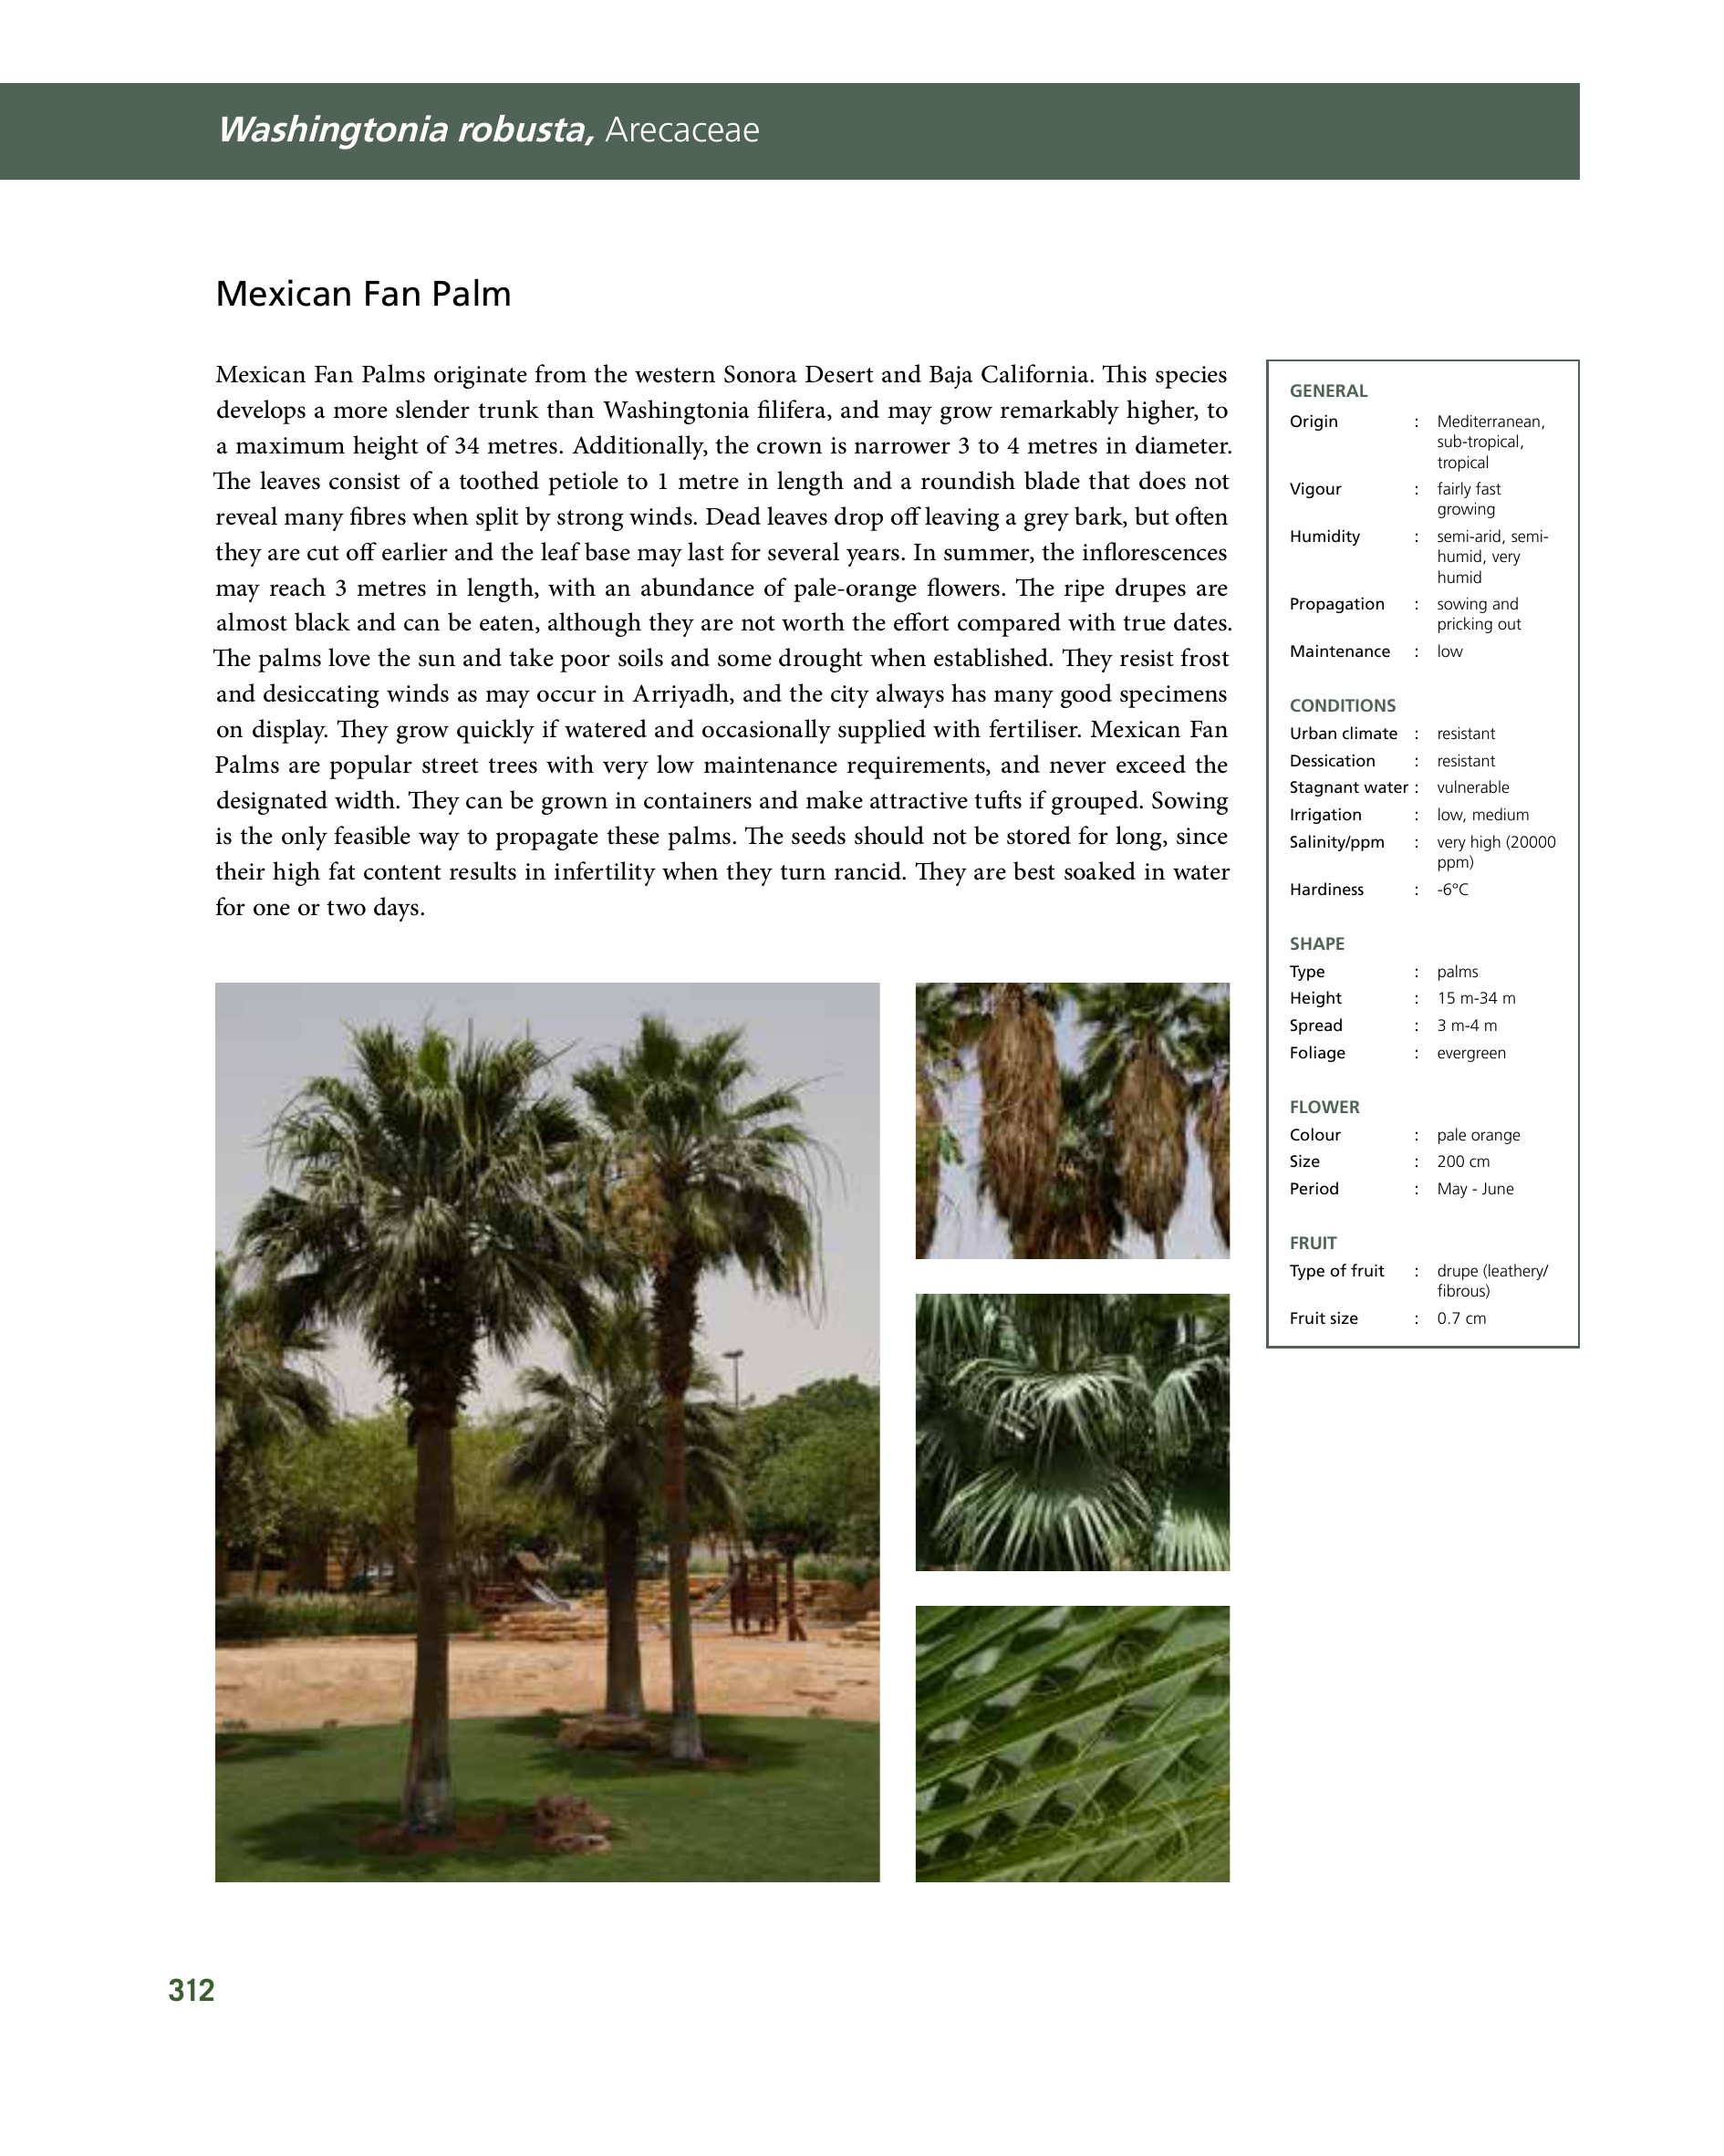 Washingtonia robusta, Arecaceae
Mexican Fan Palm
Mexican Fan Palms originate from the western Sonora Desert and Baja California. This species
develops a more slender trunk than Washingtonia filifera, and may grow remarkably higher, to
a maximum height of 34 metres. Additionally, the crown is narrower 3 to 4 metres in diameter.
The leaves consist of a toothed petiole to 1 metre in length and a roundish blade that does not
reveal many fibres when split by strong winds. Dead leaves drop off leaving a grey bark, but often
they are cut off earlier and the leaf base may last for several years. In summer, the inflorescences
may reach 3 metres in length, with an abundance of pale-orange flowers. The ripe drupes are
almost black and can be eaten, although they are not worth the effort compared with true dates.
The palms love the sun and take poor soils and some drought when established. They resist frost
and desiccating winds as may occur in Arriyadh, and the city always has many good specimens
on display. They grow quickly if watered and occasionally supplied with fertiliser. Mexican Fan
Palms are popular street trees with very low maintenance requirements, and never exceed the
designated width. They can be grown in containers and make attractive tufts if grouped. Sowing
is the only feasible way to propagate these palms. The seeds should not be stored for long, since
their high fat content results in infertility when they turn rancid. They are best soaked in water
for one or two days.
GENERAL
Origin : Mediterranean,
sub-tropical,
tropical
Vigour : fairly fast
growing
Humidity : semi-arid, semi-
humid, very
humid
Propagation : sowing and
pricking out
Maintenance : low
CONDITIONS
Urban climate : resistant
Dessication : resistant
Stagnant water : vulnerable
Irrigation : low, medium
Salinity/ppm : very high (20000
ppm)
Hardiness : -6°C
SHAPE
Type : palms
Height : 15 m-34 m
Spread : 3 m-4 m
Foliage : evergreen
FLOWER
Colour : pale orange
Size : 200 cm
Period : May - June
FRUIT
Type of fruit : drupe (leathery/
fibrous)
Fruit size : 0.7 cm
312